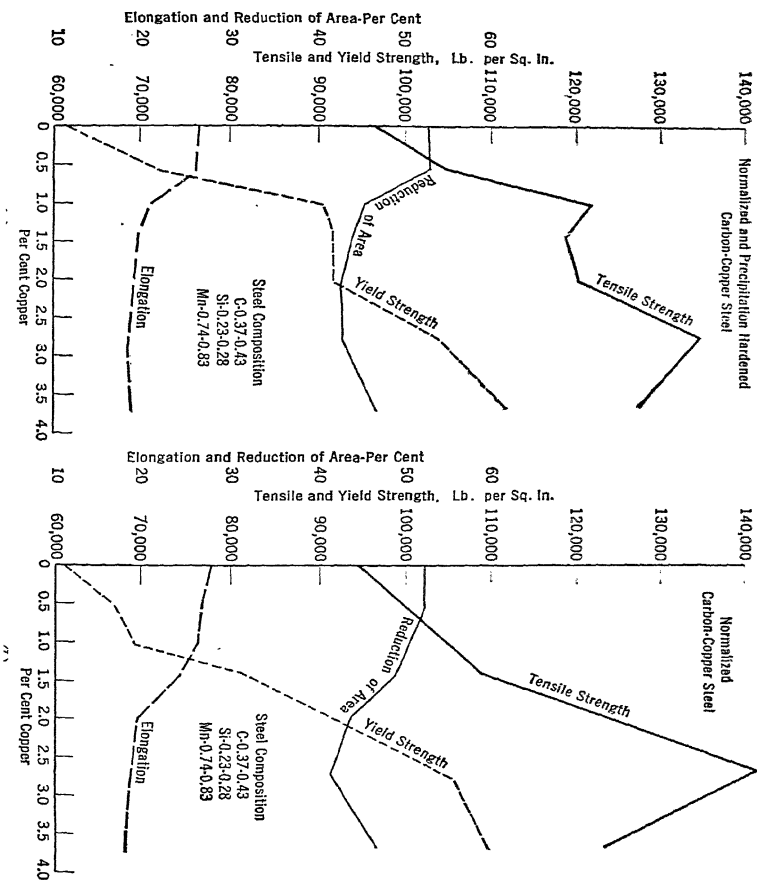 Elongation and Reduction of Area-Per Cent
10 20 30 40 50 60
Tensile and Yield Strength, Lb. per Sq. In.
60,000 70,000 80,000 90,000 100,000 110,000 120,000 130,000 140,000
Normalized and Precipitation Hardened
Carbon-Copper Steel
Tensile Strength
Reduction
of Area
Yield Strength
Elongation
Steel Composition
C-0.37-0.43
Si-0.23-0.28
Mn-0.74-0.83
0 0.5 1.0 1.5 2.0 2.5 3.0 3.5 4.0
Per Cent Copper
Elongation and Reduction of Area-Per Cent
10 20 30 40 50 60
Tensile and Yield Strength, Lb. per Sq. In.
60,000 70,000 80,000 90,000 100,000 110,000 120,000 130,000 140,000
Normalized
Carbon-Copper Steel
Tensile Strength
Reduction of Area
Yield Strength
Elongation
Steel Composition
C-0.37-0.43
Si-0.23-0.28
Mn-0.74-0.83
0 0.5 1.0 1.5 2.0 2.5 3.0 3.5 4.0
Per Cent Copper